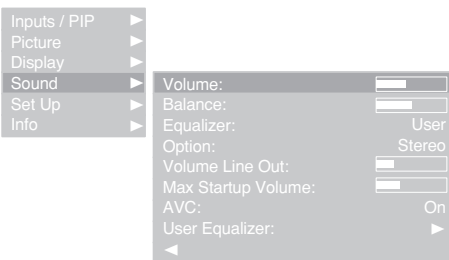 Inputs / PIP
Picture
Display
Sound
Set Up
Info
Volume:
Balance:
Equalizer: User
Option: Stereo
Volume Line Out:
Max Startup Volume:
AVC: On
User Equalizer: